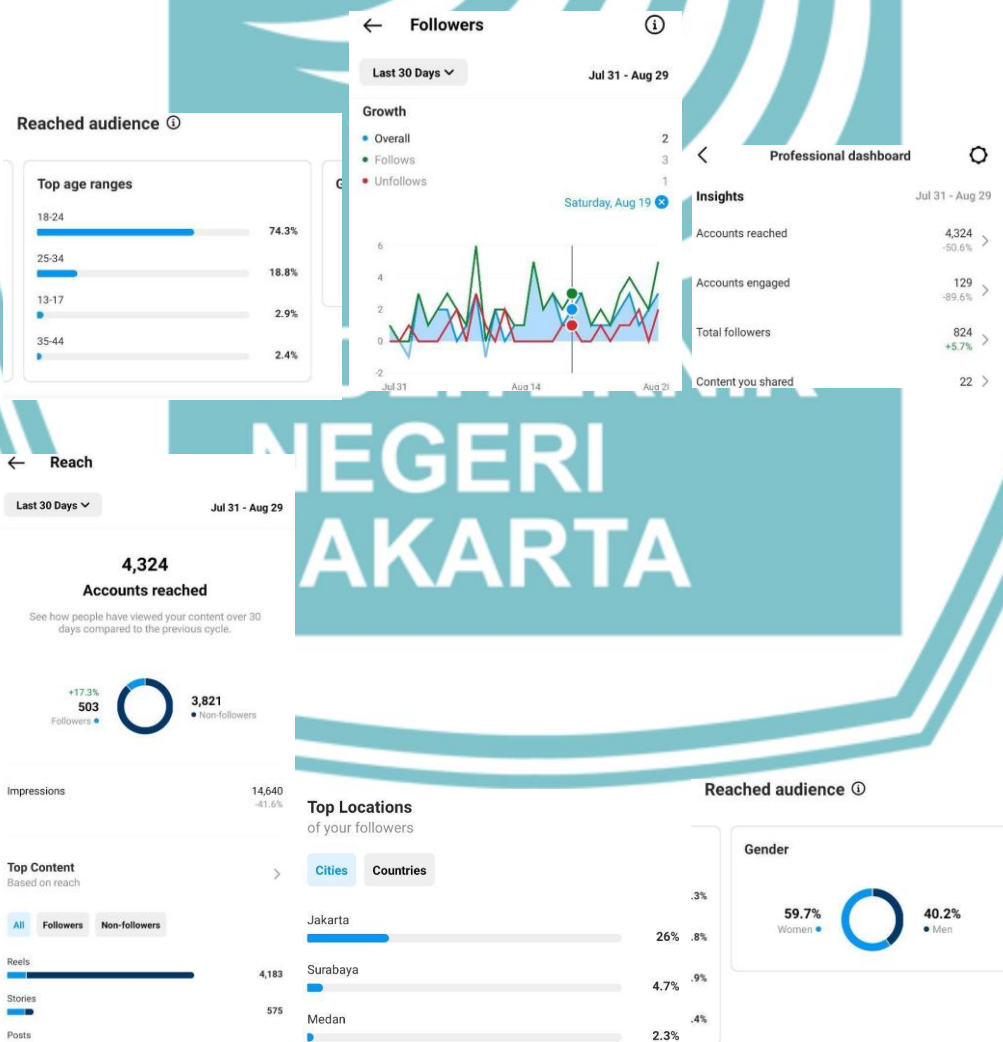 Followers
Last 30 Days
Jul 31 - Aug 29
Growth
Overall 2
Follows 3
Unfollows 1
Saturday, Aug 19
6
4
2
0
-2
Jul 31 Aug 14
Reached audience
Top age ranges
18-24
74.3%
25-34
18.8%
13-17
2.9%
35-44
2.4%
Professional dashboard
Insights Jul 31 - Aug 29
Accounts reached 4,324
-50.6%
Accounts engaged 129
-89.6%
Total followers 824
+5.7%
Content you shared 22
NEGERI
AKARTA
Reach
Last 30 Days
Jul 31 - Aug 29
4,324
Accounts reached
See how people have viewed your content over 30
days compared to the previous cycle.
+17.3%
503
Followers
3,821
Non-followers
Impressions 14,640
-41.6%
Top Content
Based on reach
All Followers Non-followers
Reels
4,183
Stories
575
Posts
Top Locations
of your followers
Cities Countries
Jakarta
26%
Surabaya
4.7%
Medan
2.3%
Reached audience
Gender
59.7%
Women
40.2%
Men
.3%
.8%
.9%
.4%